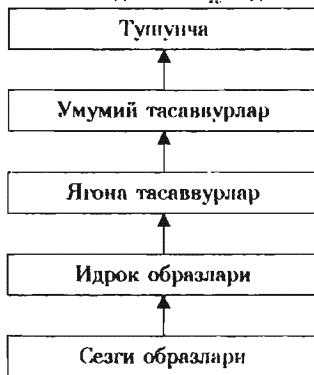 Тушунча
Умумий тасаввурлар
Ягона тасаввурлар
Идрок образлари
Сезги образлари